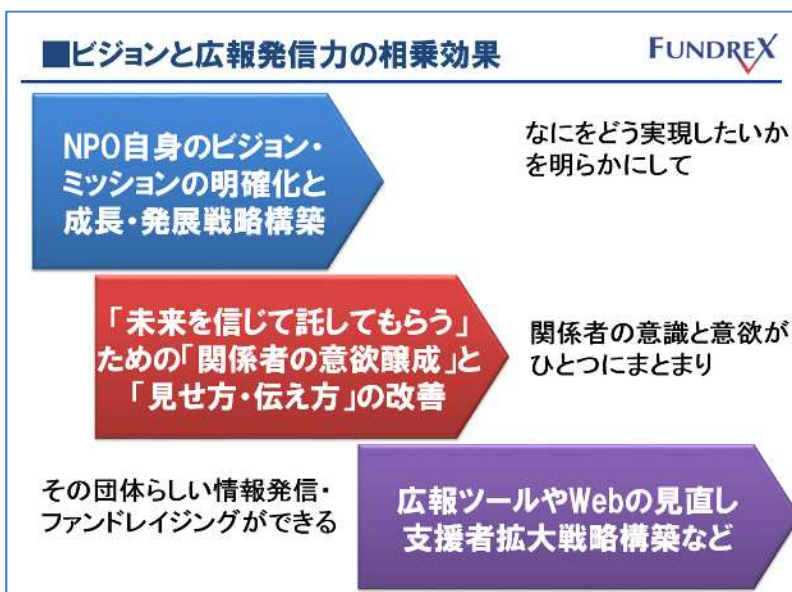 ■ビジョンと広報発信力の相乗効果
FUNDREX
NPO自身のビジョン・
ミッションの明確化と
成長・発展戦略構築
なにをどう実現したいか
を明らかにして
「未来を信じて託してもらう」
ための「関係者の意欲醸成」と
「見せ方・伝え方」の改善
関係者の意識と意欲が
ひとつにまとまり
その団体らしい情報発信・
ファンドレイジングができる
広報ツールやWebの見直し
支援者拡大戦略構築など